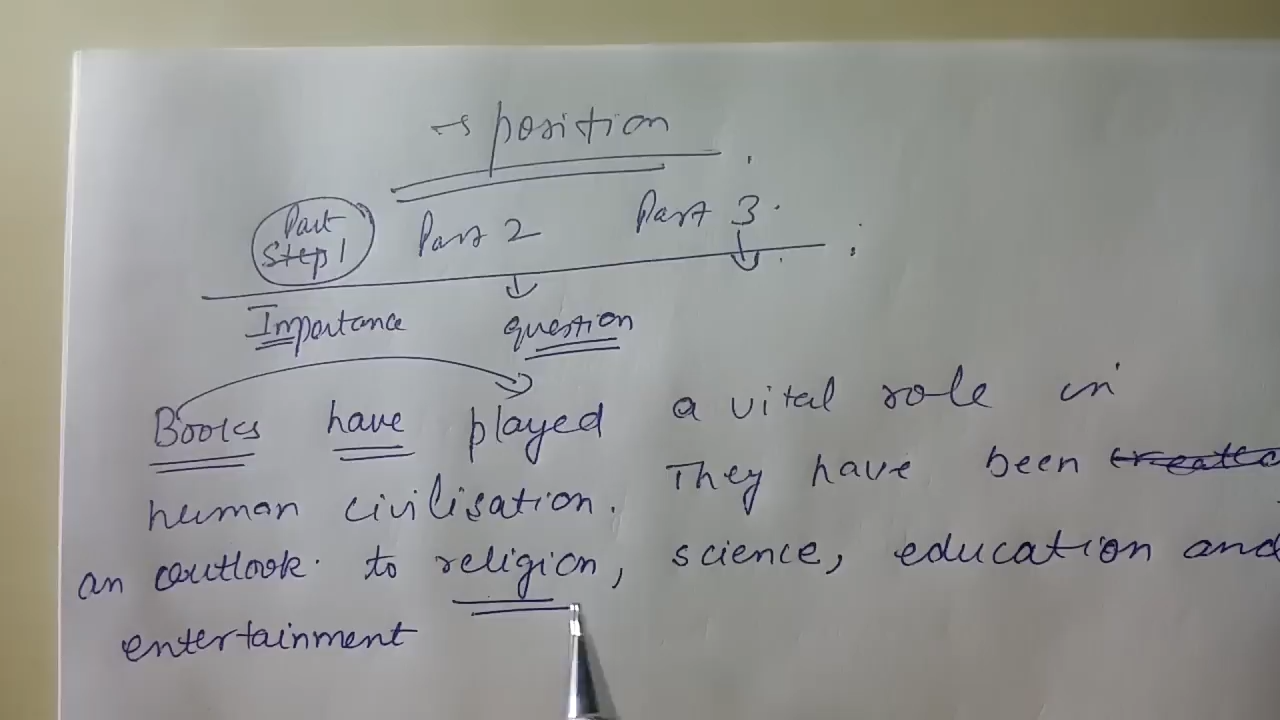 → position
Part
Step 1 Part 2 Part 3.
Importance question
Books have played a vital role in
human civilisation. They have been created
an outlook to religion, science, education and
entertainment